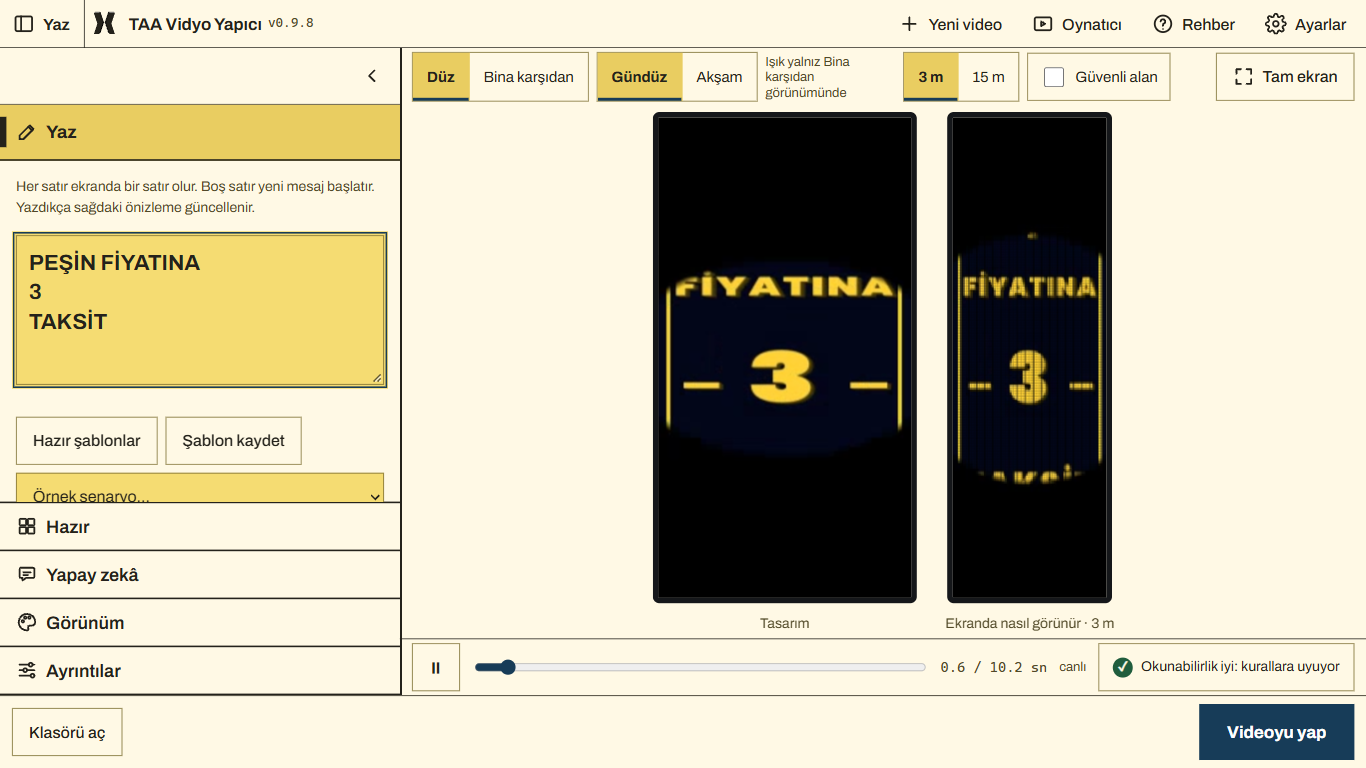 Yaz
TAA Vidyo Yapıcı v0.9.8
Yeni video
Oynatıcı
Rehber
Ayarlar
Yaz
Her satır ekranda bir satır olur. Boş satır yeni mesaj başlatır.
Yazdıkça sağdaki önizleme güncellenir.
PEŞİN FİYATINA
3
TAKSİT
Hazır şablonlar
Şablon kaydet
Örnek senaryo...
Hazır
Yapay zekâ
Görünüm
Ayrıntılar
Klasörü aç
Düz
Bina karşıdan
Gündüz
Akşam
Işık yalnız Bina
karşıdan
görünümünde
3 m
15 m
Güvenli alan
Tam ekran
FİYATINA
3
Tasarım
FİYATINA
3
Ekranda nasıl görünür · 3 m
0.6 / 10.2 sn
canlı
Okunabilirlik iyi: kurallara uyuyor
Videoyu yap